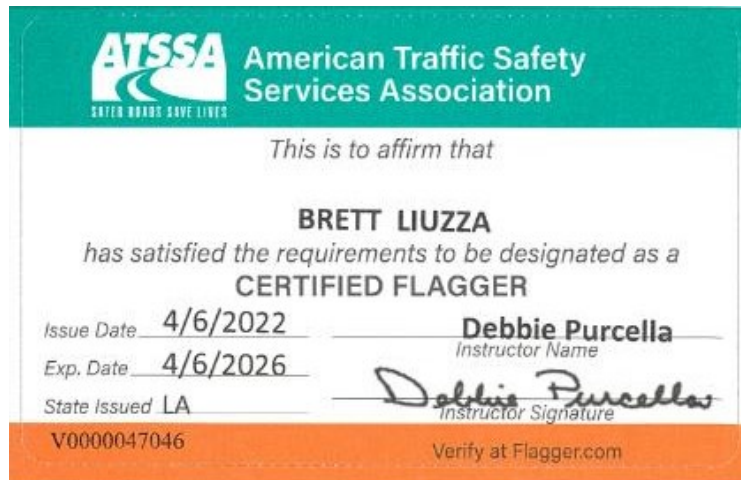 ATSSA
SAFER ROADS SAVE LIVES
American Traffic Safety
Services Association
This is to affirm that
BRETT LIUZZA
has satisfied the requirements to be designated as a
CERTIFIED FLAGGER
Issue Date 4/6/2022
Debbie Purcella
Instructor Name
Exp. Date 4/6/2026
Debbie Purcella
Instructor Signature
State Issued LA
V0000047046
Verify at Flagger.com